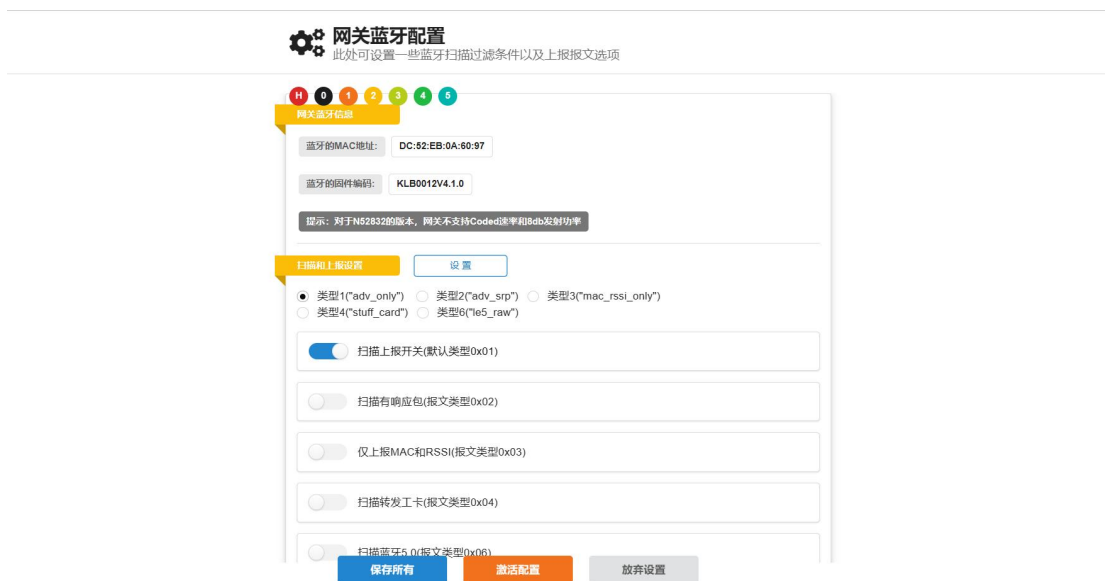 网关蓝牙配置
此处可设置一些蓝牙扫描过滤条件以及上报报文选项
H 0 1 2 3 4 5
网关蓝牙信息
蓝牙的MAC地址: DC:52:EB:0A:60:97
蓝牙的固件编码: KLB0012V4.1.0
提示：对于N52832的版本，网关不支持Coded速率和8db发射功率
扫描和上报设置 设 置
类型1("adv_only") 类型2("adv_srp") 类型3("mac_rssi_only")
类型4("stuff_card") 类型6("le5_raw")
扫描上报开关(默认类型0x01)
扫描有响应包(报文类型0x02)
仅上报MAC和RSSI(报文类型0x03)
扫描转发工卡(报文类型0x04)
扫描蓝牙5.0(报文类型0x06)
保存所有 激活配置 放弃设置